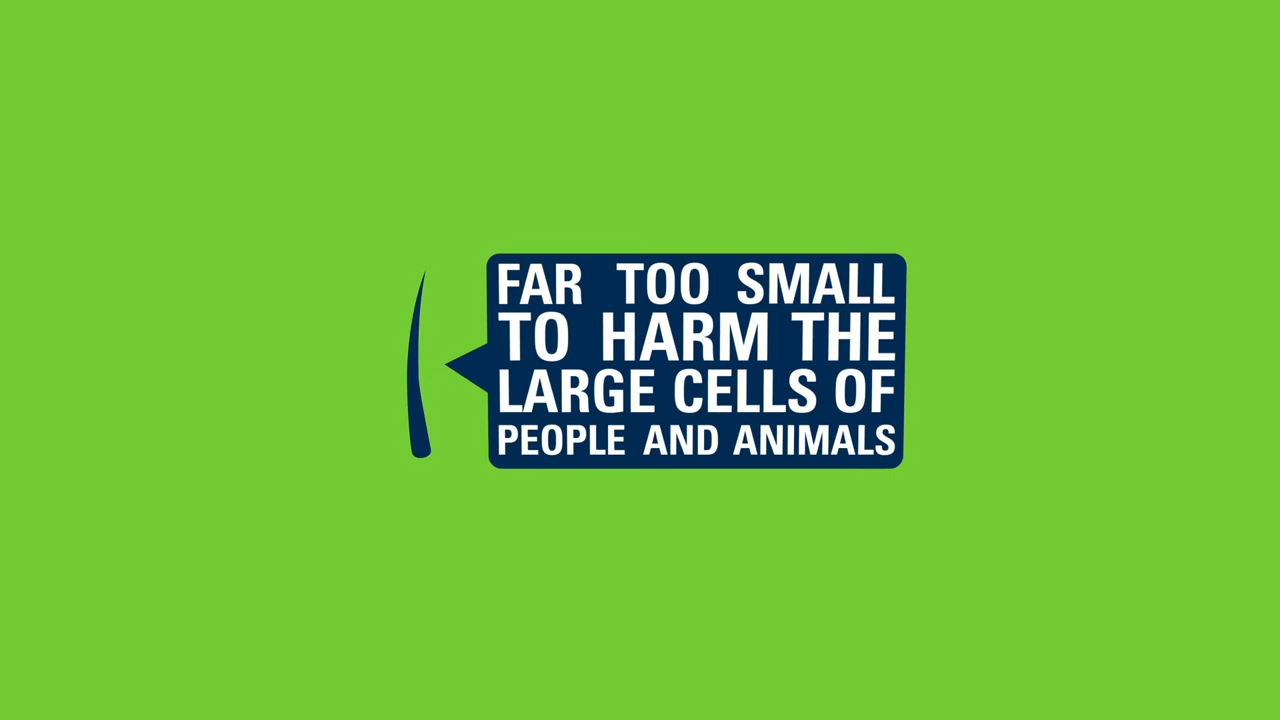 FAR TOO SMALL
TO HARM THE
LARGE CELLS OF
PEOPLE AND ANIMALS